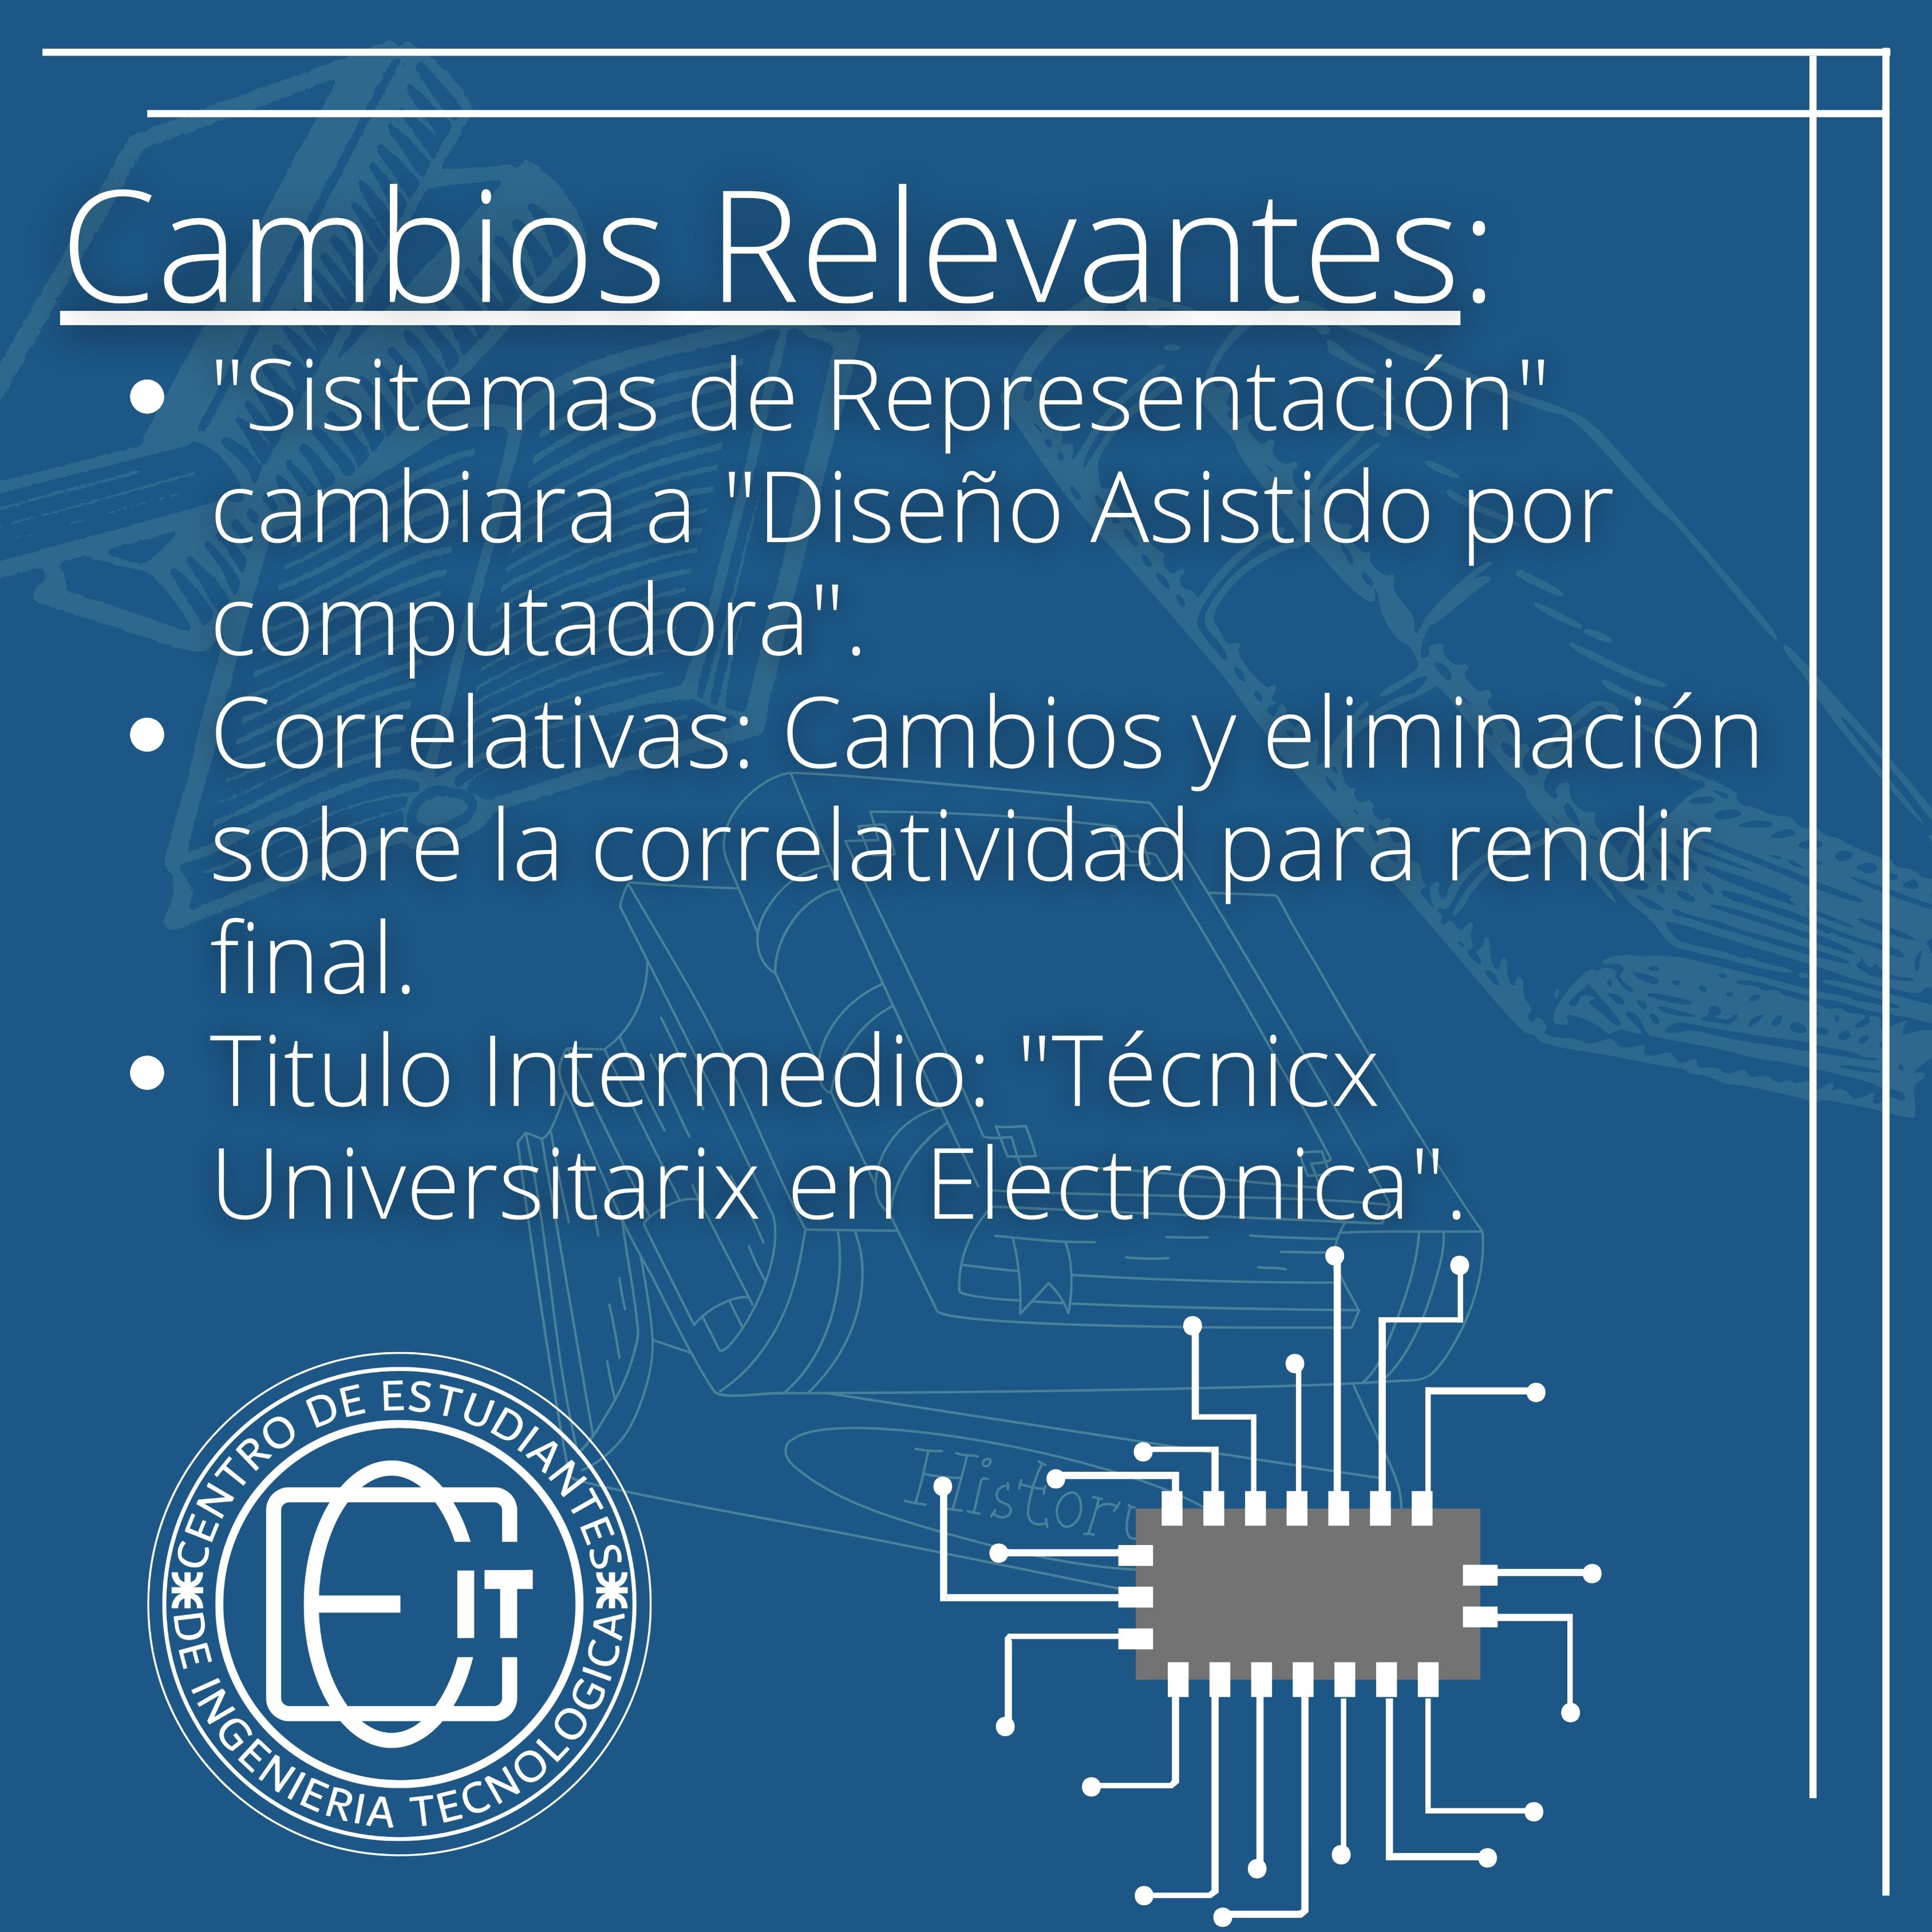 Cambios Relevantes:
• "Sisitemas de Representación"
cambiara a "Diseño Asistido por
computadora".
• Correlativas: Cambios y eliminación
sobre la correlatividad para rendir
final.
• Titulo Intermedio: "Técnicx
Universitarix en Electronica".
CENTRO DE ESTUDIANTES
E IT
DE INGENIERIA TECNOLOGICA
History